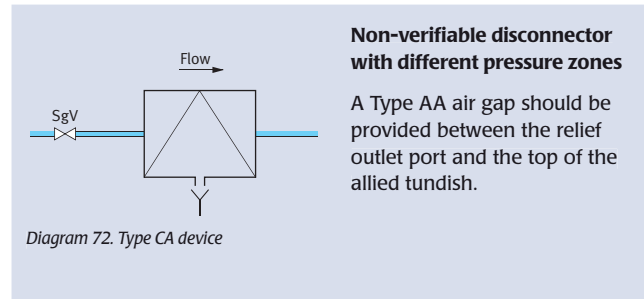 Flow
SgV
Diagram 72. Type CA device
Non-verifiable disconnector
with different pressure zones
A Type AA air gap should be
provided between the relief
outlet port and the top of the
allied tundish.